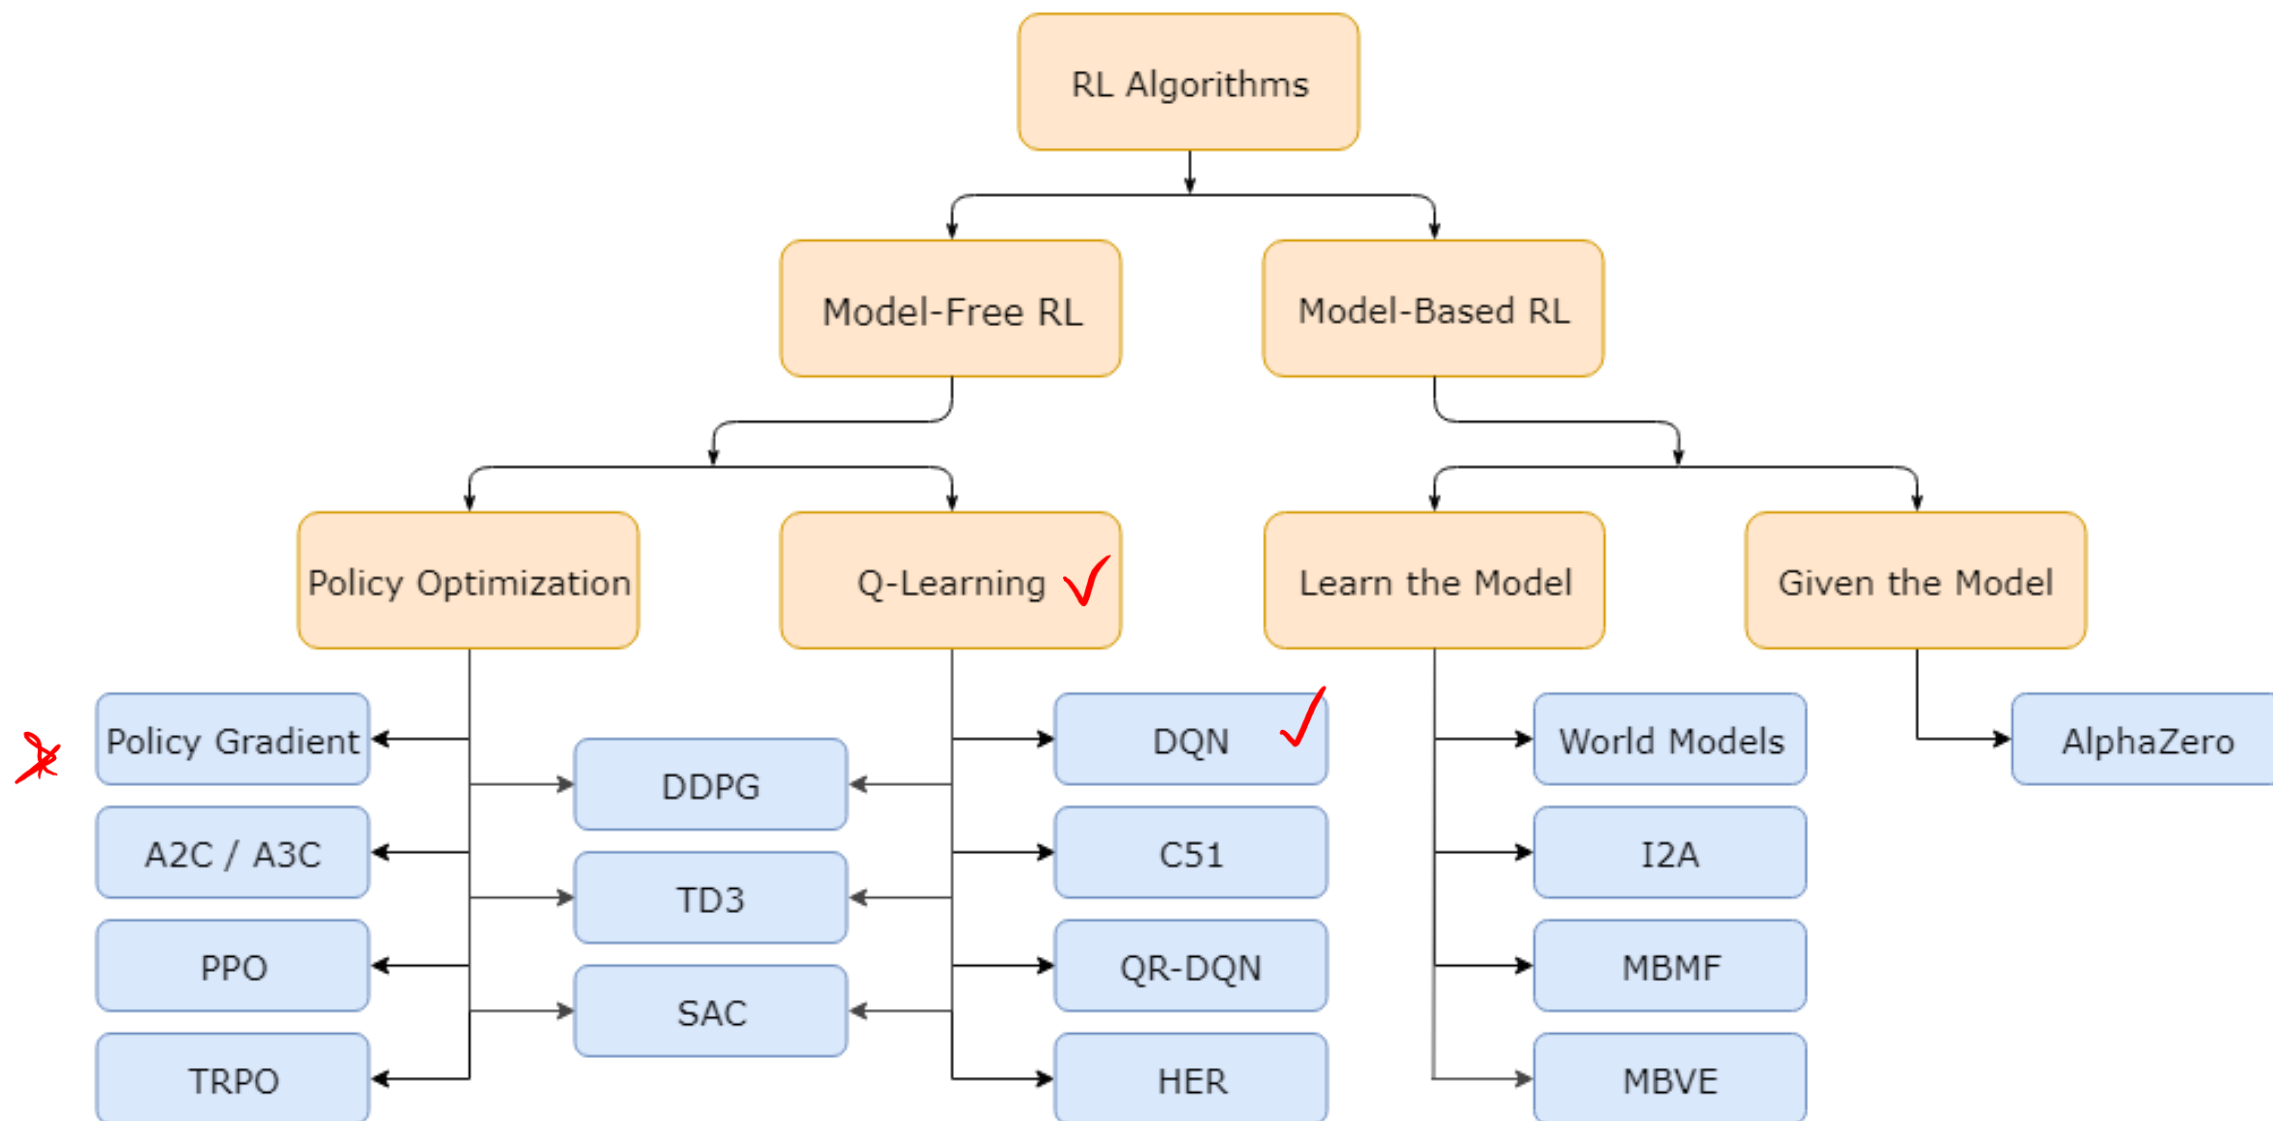 RL Algorithms
Model-Free RL
Model-Based RL
Policy Optimization
Q-Learning
Learn the Model
Given the Model
Policy Gradient
DDPG
DQN
World Models
AlphaZero
A2C / A3C
TD3
C51
I2A
PPO
SAC
QR-DQN
MBMF
TRPO
HER
MBVE